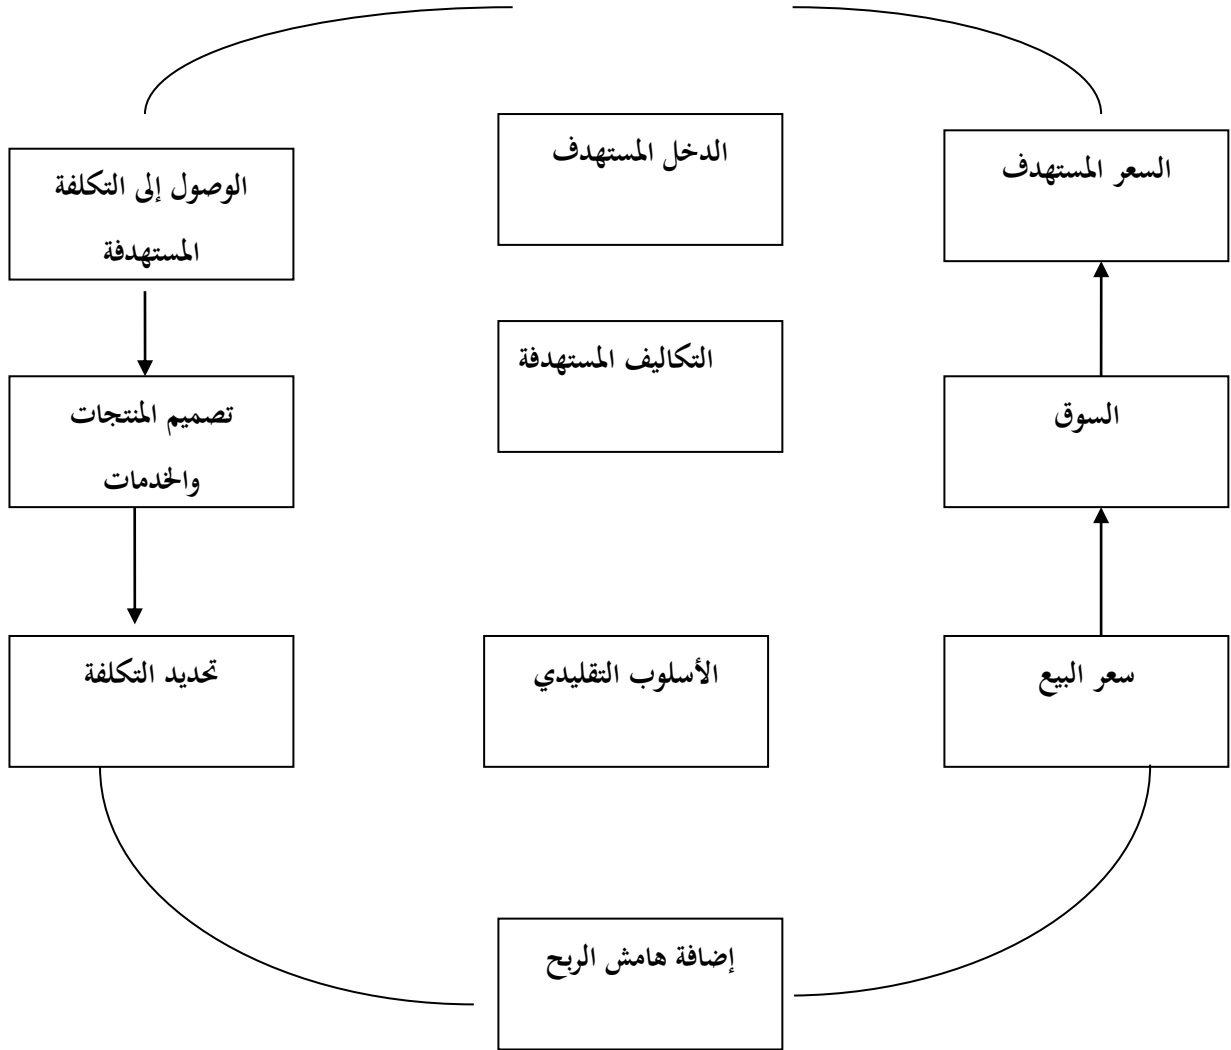 الدخل المستهدف
السعر المستهدف
الوصول إلى التكلفة
المستهدفة
التكاليف المستهدفة
السوق
تصميم المنتجات
والخدمات
سعر البيع
الأسلوب التقليدي
تحديد التكلفة
إضافة هامش الربح